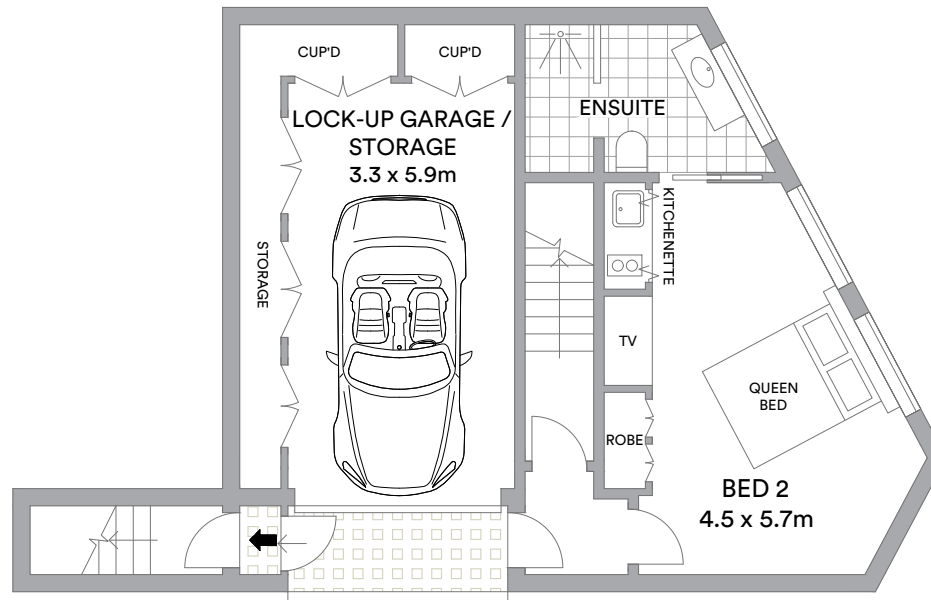 CUP'D
CUP'D
LOCK-UP GARAGE /
STORAGE
3.3 x 5.9m
ENSUITE
KITCHENETTE
STORAGE
TV
QUEEN
BED
ROBE
BED 2
4.5 x 5.7m